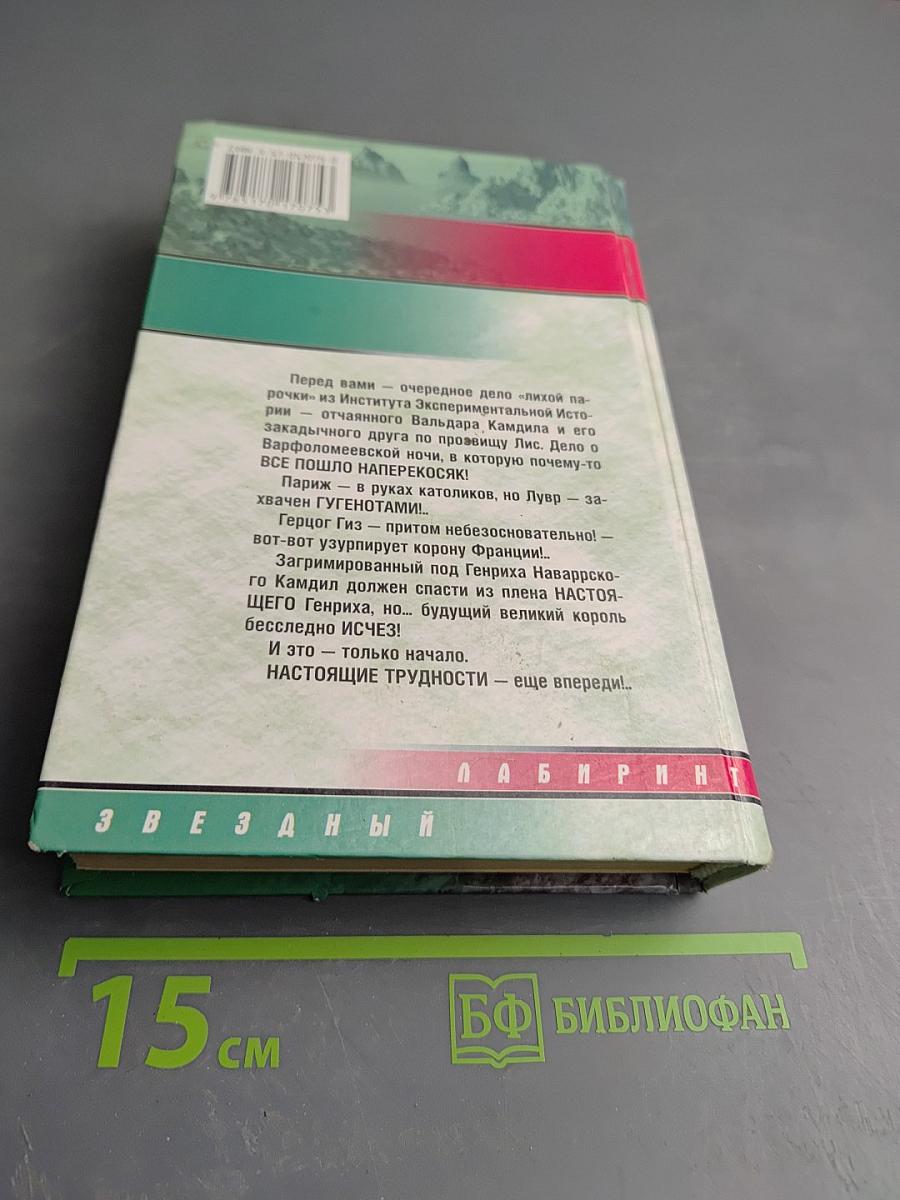 Перед вами — очередное дело «лихой па-
рочки» из Института Экспериментальной Исто-
рии — отчаянного Вальдара Камдила и его
закадычного друга по прозвищу Лис. Дело о
Варфоломеевской ночи, в которую почему-то
ВСЕ ПОШЛО НАПЕРЕКОСЯК!
Париж — в руках католиков, но Лувр — за-
хвачен ГУГЕНОТАМИ!..
Герцог Гиз — притом небезосновательно! —
вот-вот узурпирует корону Франции!..
Загримированный под Генриха Наваррско-
го Камдил должен спасти из плена НАСТОЯ-
ЩЕГО Генриха, но... будущий великий король
бесследно ИСЧЕЗ!
И это — только начало.
НАСТОЯЩИЕ ТРУДНОСТИ — еще впереди!..
ЛАБИРИНТ
ЗВЕЗДНЫЙ
15 см
БФ БИБЛИОФАН